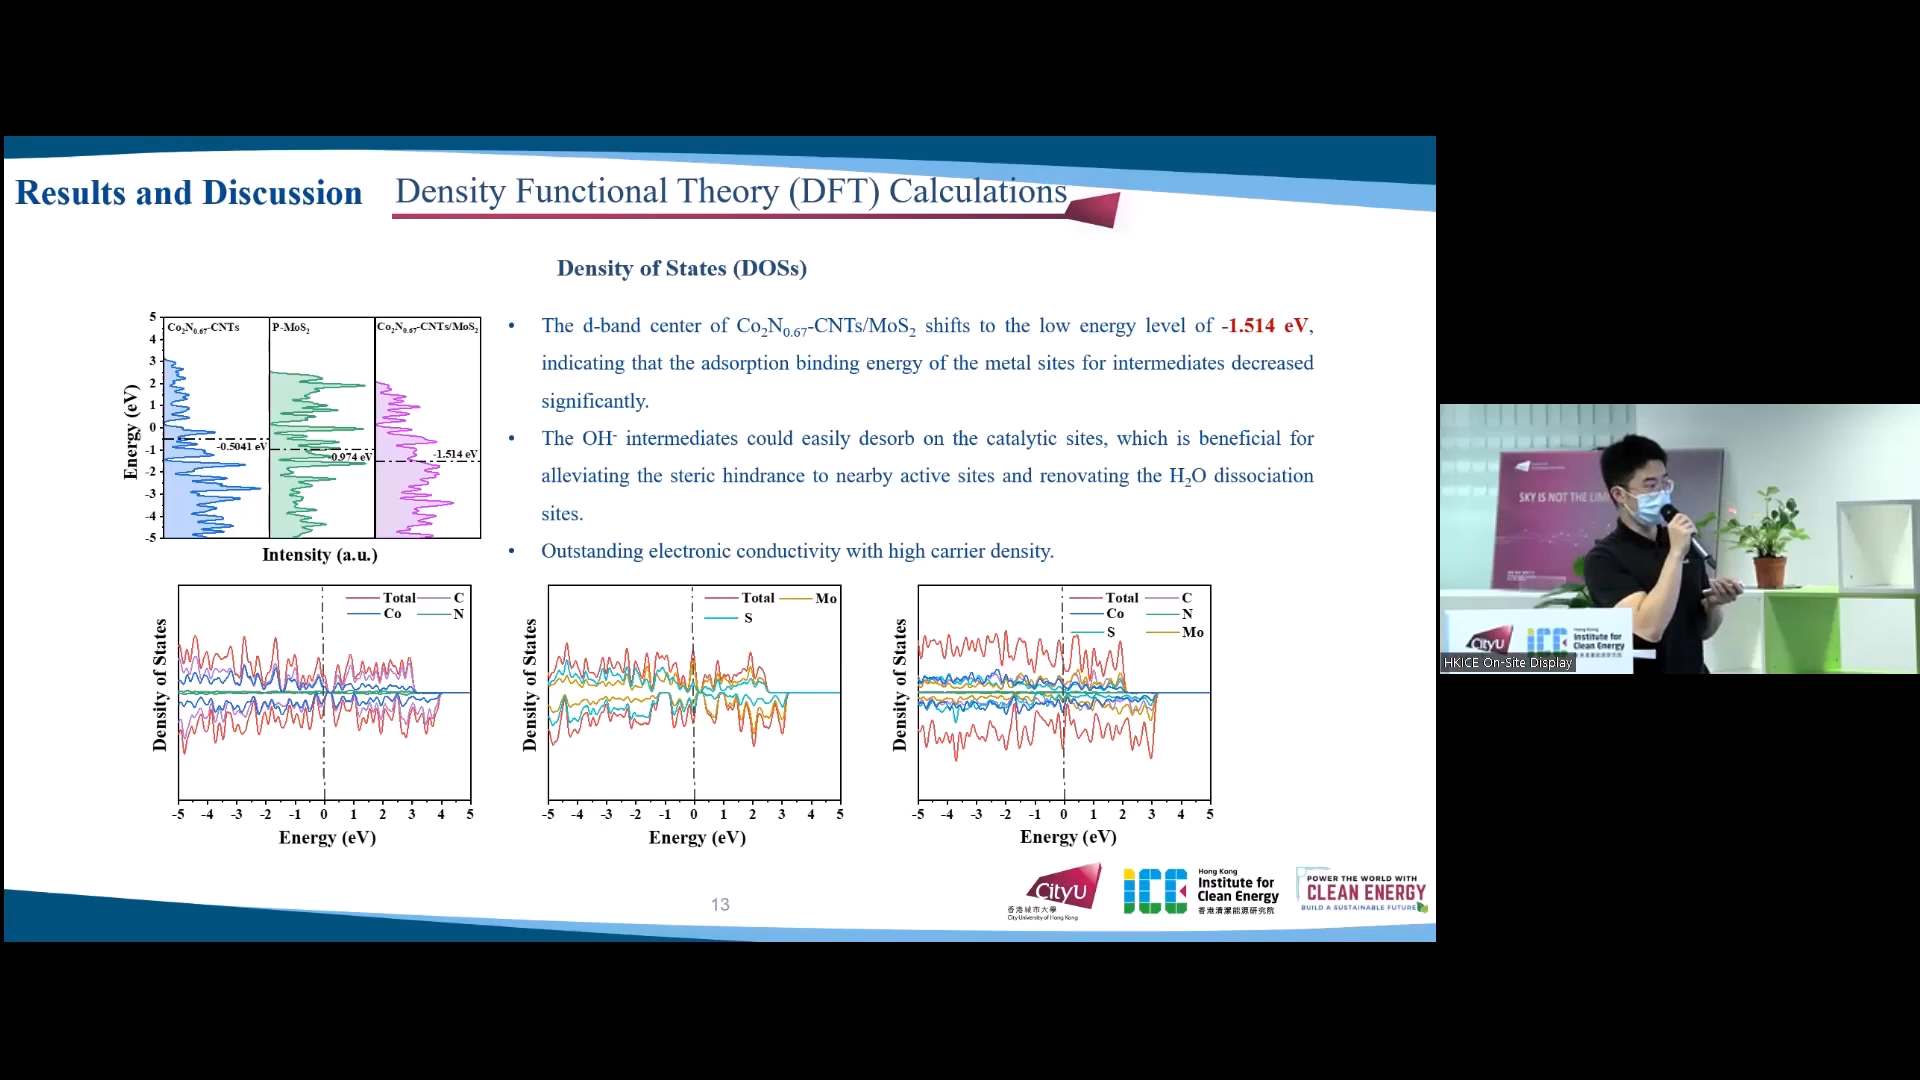 Results and Discussion
Density Functional Theory (DFT) Calculations
Density of States (DOSs)
5
4
3
2
1
0
-1
-2
-3
-4
-5
Energy (eV)
Co2N0.67-CNTs
P-MoS2
Co2N0.67-CNTs/MoS2
-0.5041 eV
-0.974 eV
-1.514 eV
Intensity (a.u.)
• The d-band center of Co2N0.67-CNTs/MoS2 shifts to the low energy level of -1.514 eV,
indicating that the adsorption binding energy of the metal sites for intermediates decreased
significantly.
• The OH- intermediates could easily desorb on the catalytic sites, which is beneficial for
alleviating the steric hindrance to nearby active sites and renovating the H2O dissociation
sites.
• Outstanding electronic conductivity with high carrier density.
Density of States
Total C
Co N
-5 -4 -3 -2 -1 0 1 2 3 4 5
Energy (eV)
Density of States
Total Mo
S
-5 -4 -3 -2 -1 0 1 2 3 4 5
Energy (eV)
Density of States
Total C
Co N
S Mo
-5 -4 -3 -2 -1 0 1 2 3 4 5
Energy (eV)
13
CityU
香港城市大學
City University of Hong Kong
ICE
Hong Kong
Institute for
Clean Energy
香港清潔能源研究院
POWER THE WORLD WITH
CLEAN ENERGY
BUILD A SUSTAINABLE FUTURE
SKY IS NOT THE LIM
CityU
ICE
Hong Kong
Institute for
Clean Energy
HKICE On-Site Display